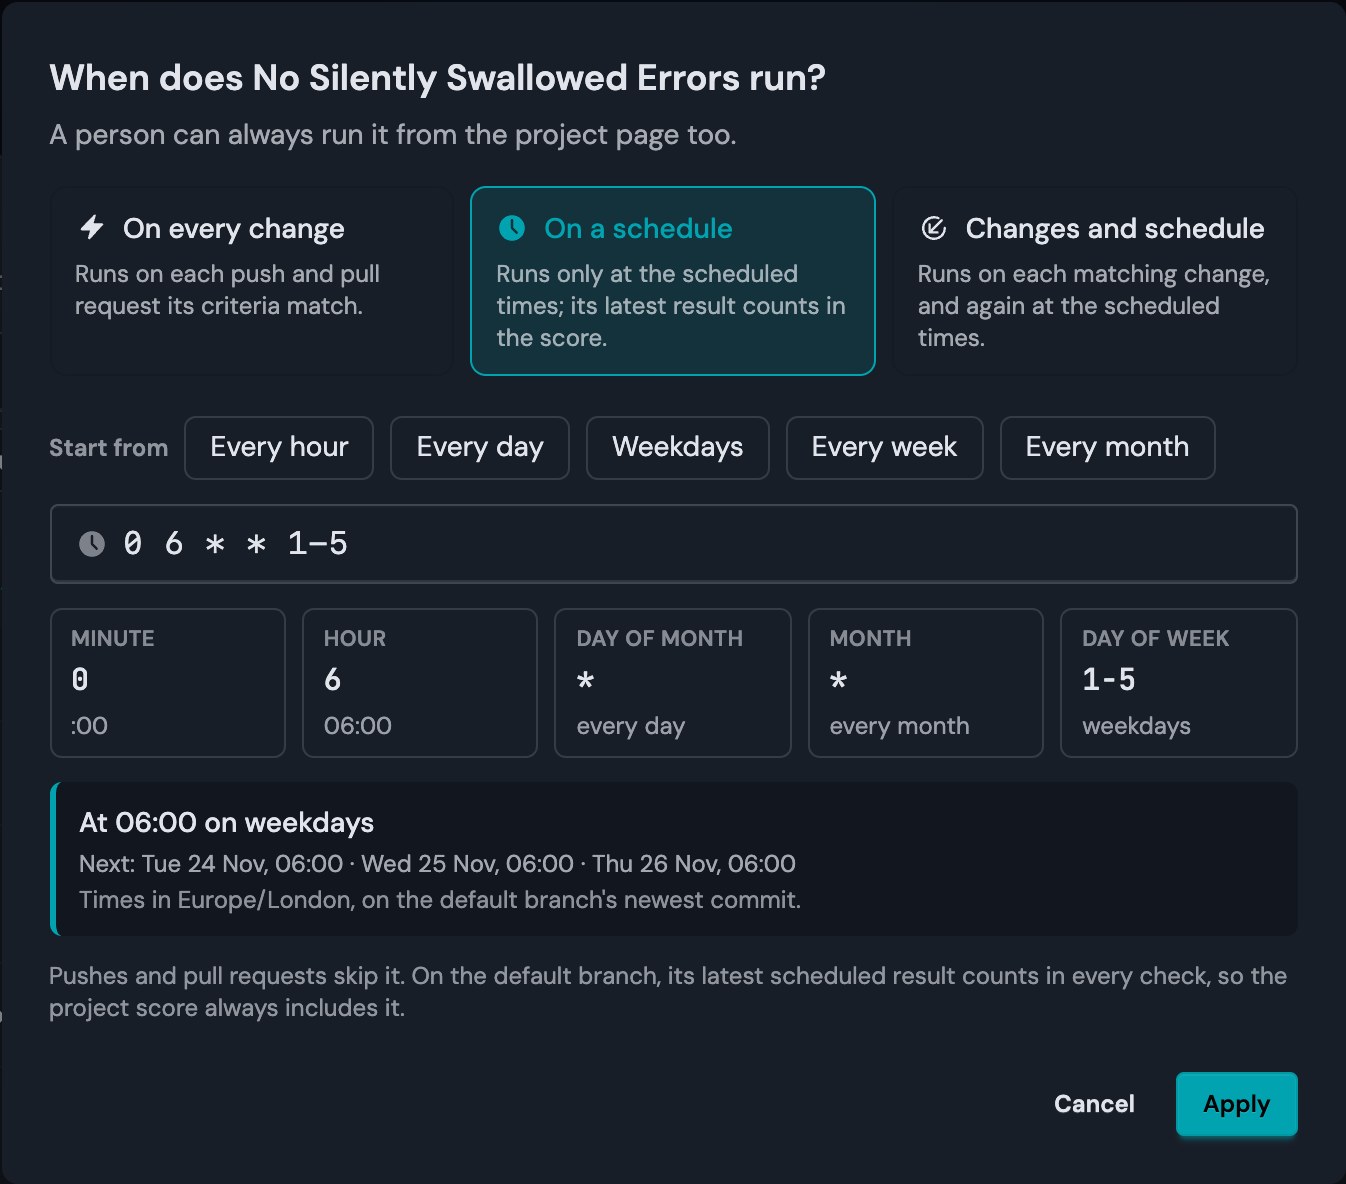 When does No Silently Swallowed Errors run?
A person can always run it from the project page too.
On every change
Runs on each push and pull
request its criteria match.
On a schedule
Runs only at the scheduled
times; its latest result counts in
the score.
Changes and schedule
Runs on each matching change,
and again at the scheduled
times.
Start from
Every hour
Every day
Weekdays
Every week
Every month
0 6 * * 1-5
MINUTE
0
:00
HOUR
6
06:00
DAY OF MONTH
*
every day
MONTH
*
every month
DAY OF WEEK
1-5
weekdays
At 06:00 on weekdays
Next: Tue 24 Nov, 06:00 · Wed 25 Nov, 06:00 · Thu 26 Nov, 06:00
Times in Europe/London, on the default branch's newest commit.
Pushes and pull requests skip it. On the default branch, its latest scheduled result counts in every check, so the
project score always includes it.
Cancel
Apply